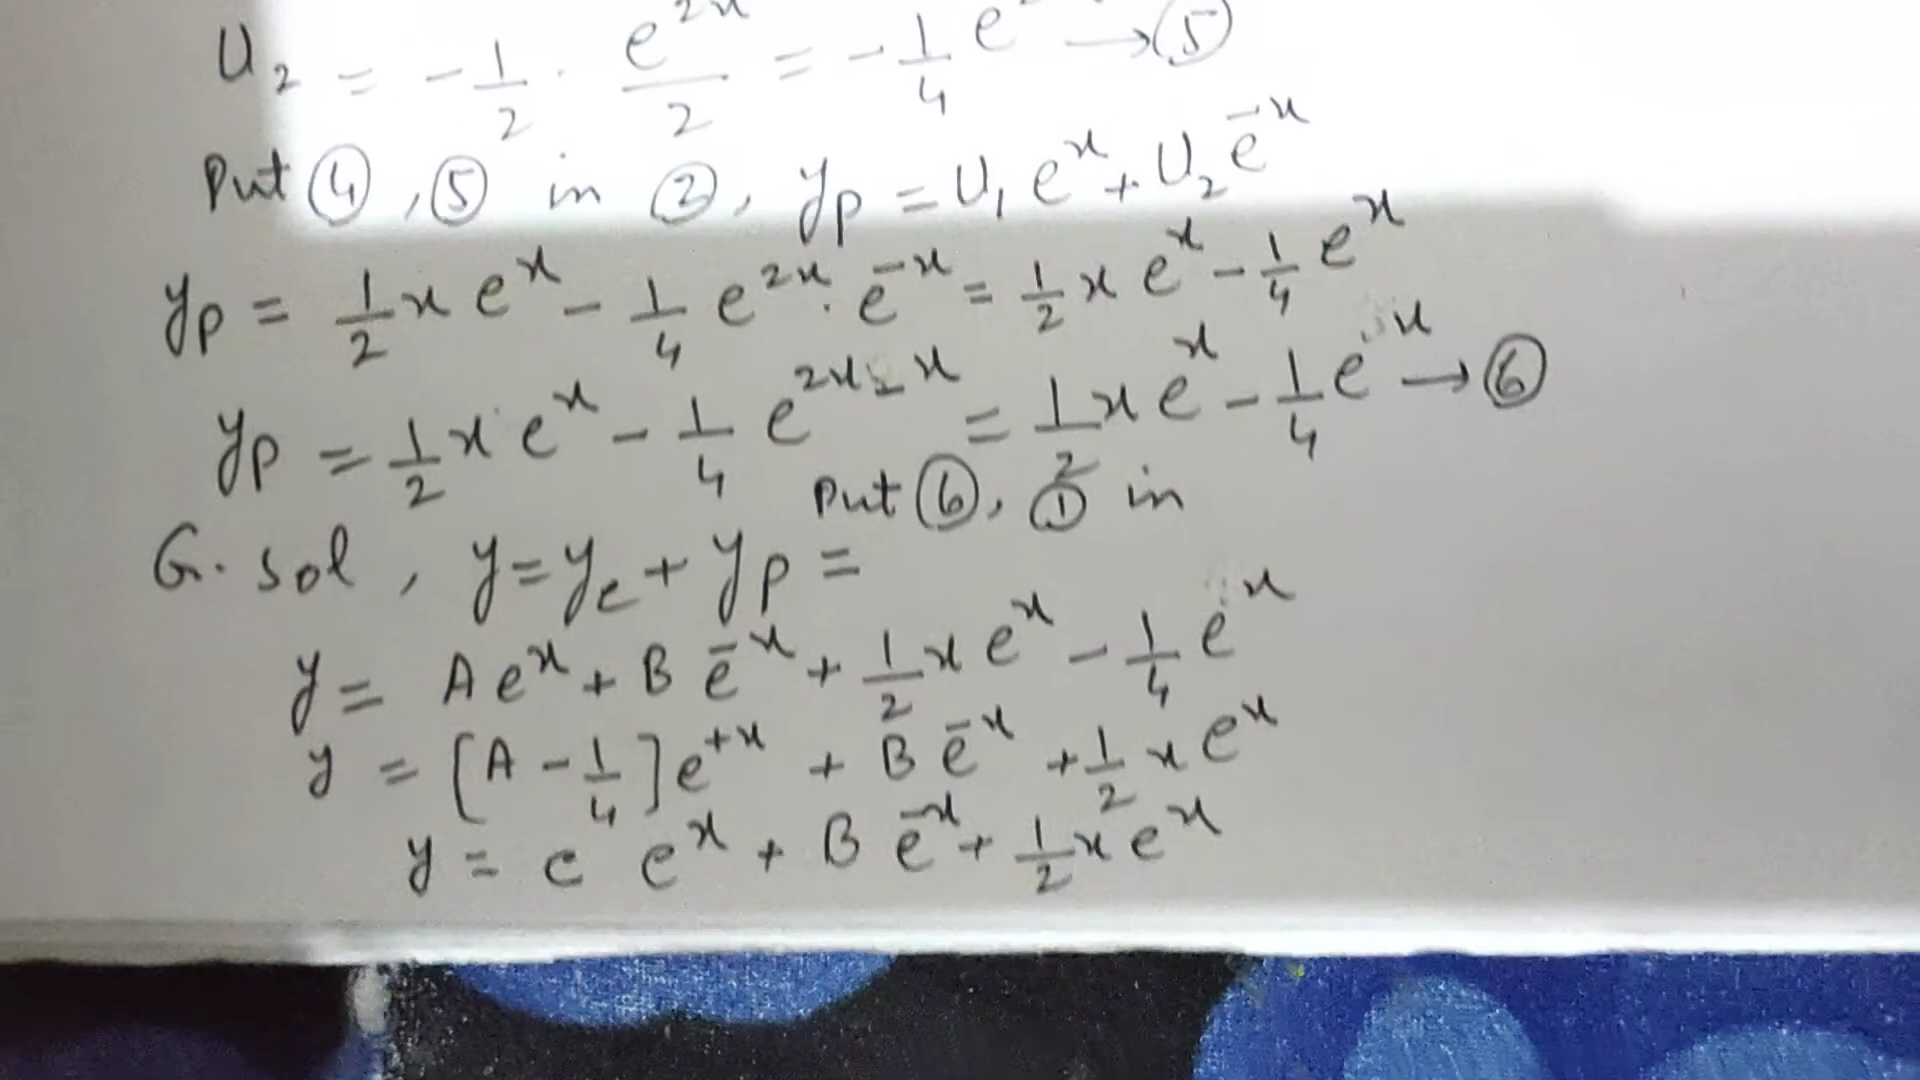 U₂ = -1/2 · e^2x/2 = -1/4 e → ⑤
Put ④, ⑤ in ②, yp = U₁ e^x + U₂ e^-x
yp = 1/2 x e^x - 1/4 e^2x · e^-x = 1/2 x e^x - 1/4 e^x
yp = 1/2 x e^x - 1/4 e^2x-x = 1/2 x e^x - 1/4 e^x → ⑥
Put ⑥, ① in
G. sol, y = yc + yp =
y = A e^x + B e^-x + 1/2 x e^x - 1/4 e^x
y = [A - 1/4] e^+x + B e^-x + 1/2 x e^x
y = c e^x + B e^-x + 1/2 x e^x